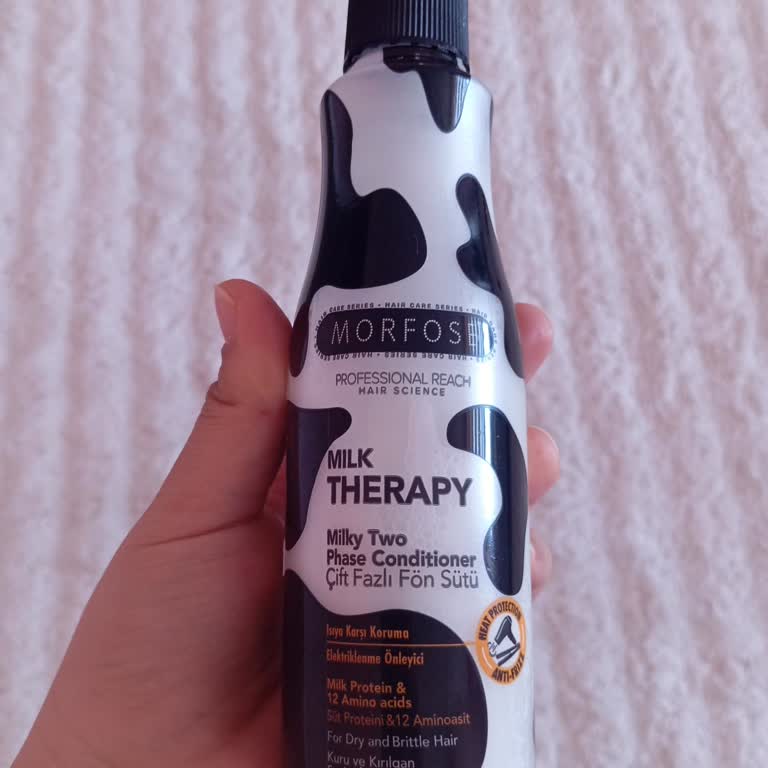 HAIR CARE SERIES • HAIR CARE SERIES •
MORFOSE
HAIR CARE SERIES • HAIR CARE SERIES
PROFESSIONAL REACH
HAIR SCIENCE
MILK
THERAPY
Milky Two
Phase Conditioner
Çift Fazlı Fön Sütü
HEAT PROTECTION
ANTI-FRIZZ
Isıya Karşı Koruma
Elektriklenme Önleyici
Milk Protein &
12 Amino acids
Süt Proteini & 12 Aminoasit
For Dry and Brittle Hair
Kuru ve Kırılgan